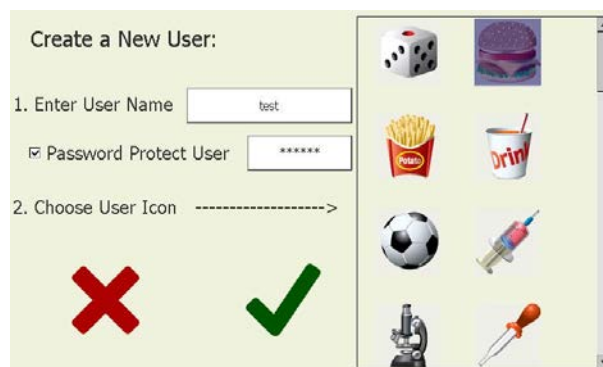 Create a New User:
1. Enter User Name
test
Password Protect User
******
2. Choose User Icon ------------------->
Potato
Drink